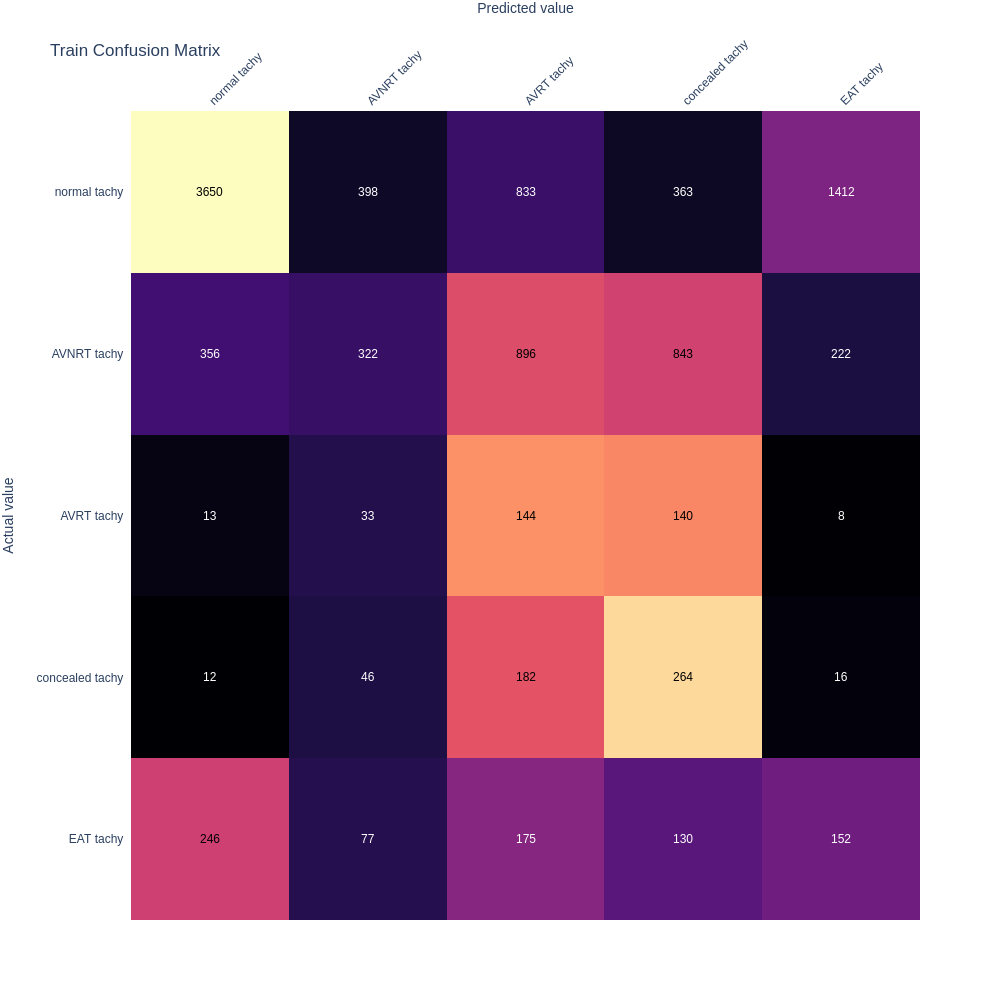 Predicted value
Train Confusion Matrix
normal tachy
AVNRT tachy
AVRT tachy
concealed tachy
EAT tachy
Actual value
normal tachy 3650 398 833 363 1412
AVNRT tachy 356 322 896 843 222
AVRT tachy 13 33 144 140 8
concealed tachy 12 46 182 264 16
EAT tachy 246 77 175 130 152